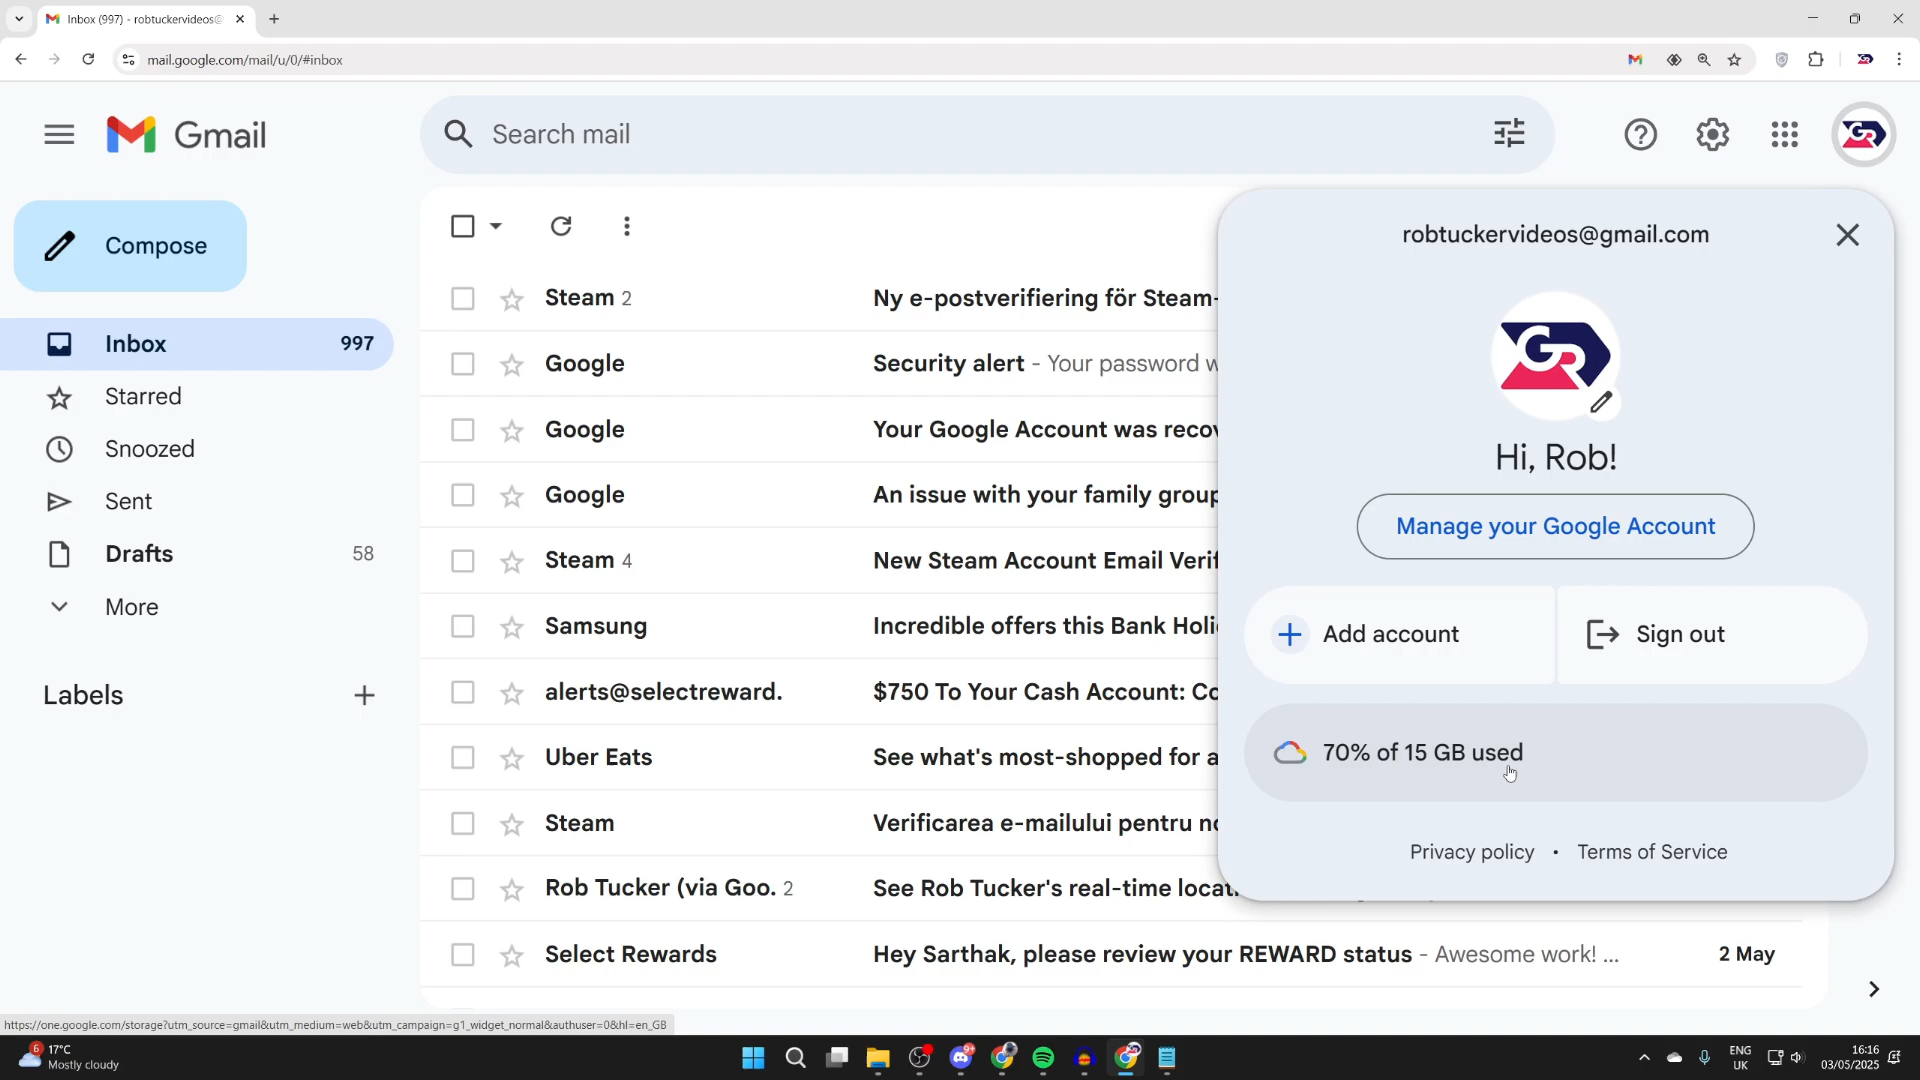 Inbox (997) - robtuckervideos@
mail.google.com/mail/u/0/#inbox
Gmail
Search mail
Compose
Inbox 997
Starred
Snoozed
Sent
Drafts 58
More
Labels
Steam 2 Ny e-postverifiering för Steam-
Google Security alert - Your password w
Google Your Google Account was recov
Google An issue with your family group
Steam 4 New Steam Account Email Verif
Samsung Incredible offers this Bank Holi
alerts@selectreward. $750 To Your Cash Account: Co
Uber Eats See what's most-shopped for a
Steam Verificarea e-mailului pentru no
Rob Tucker (via Goo. 2 See Rob Tucker's real-time locat
Select Rewards Hey Sarthak, please review your REWARD status - Awesome work! ... 2 May
robtuckervideos@gmail.com
GR
Hi, Rob!
Manage your Google Account
Add account
Sign out
70% of 15 GB used
Privacy policy • Terms of Service
https://one.google.com/storage?utm_source=gmail&utm_medium=web&utm_campaign=g1_widget_normal&authuser=0&hl=en_GB
6
17°C
Mostly cloudy
9+
ENG
UK
16:16
03/05/2025